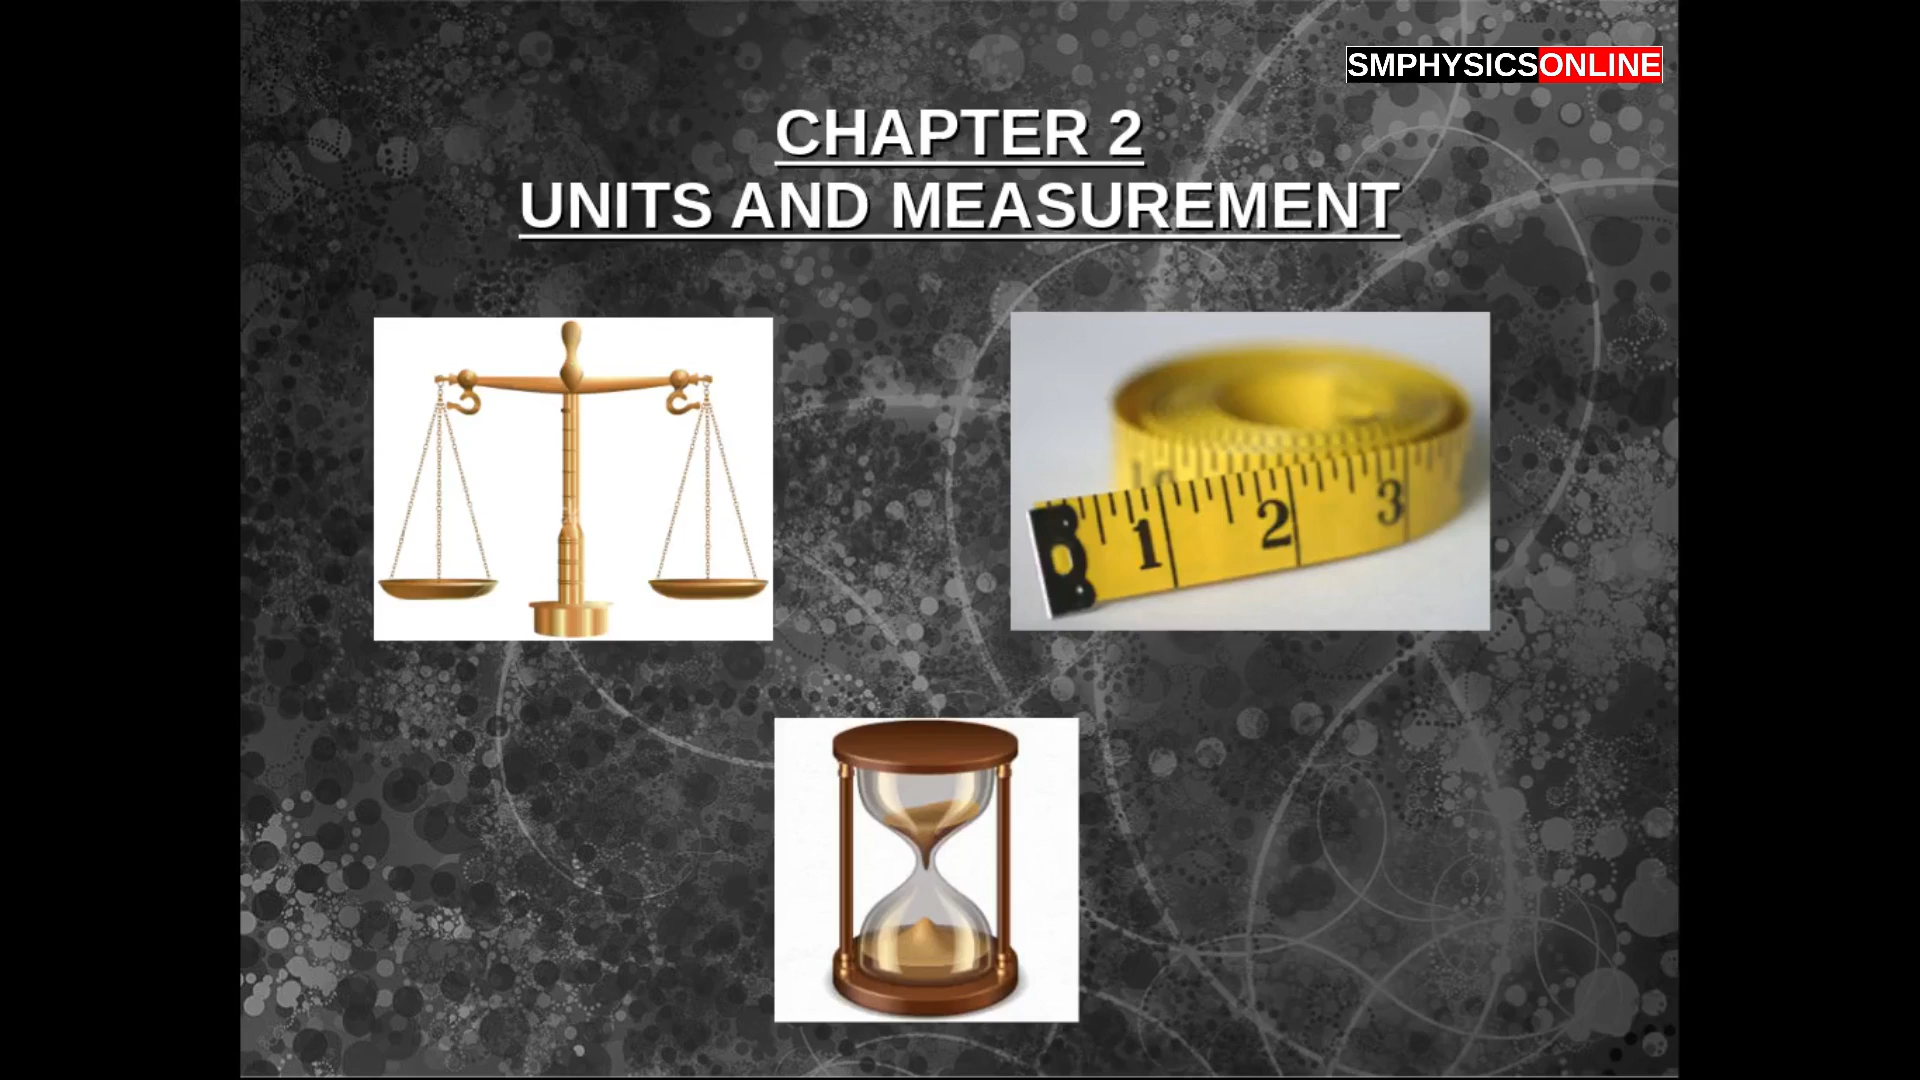 SMPHYSICSONLINE
CHAPTER 2
UNITS AND MEASUREMENT
1 2 3